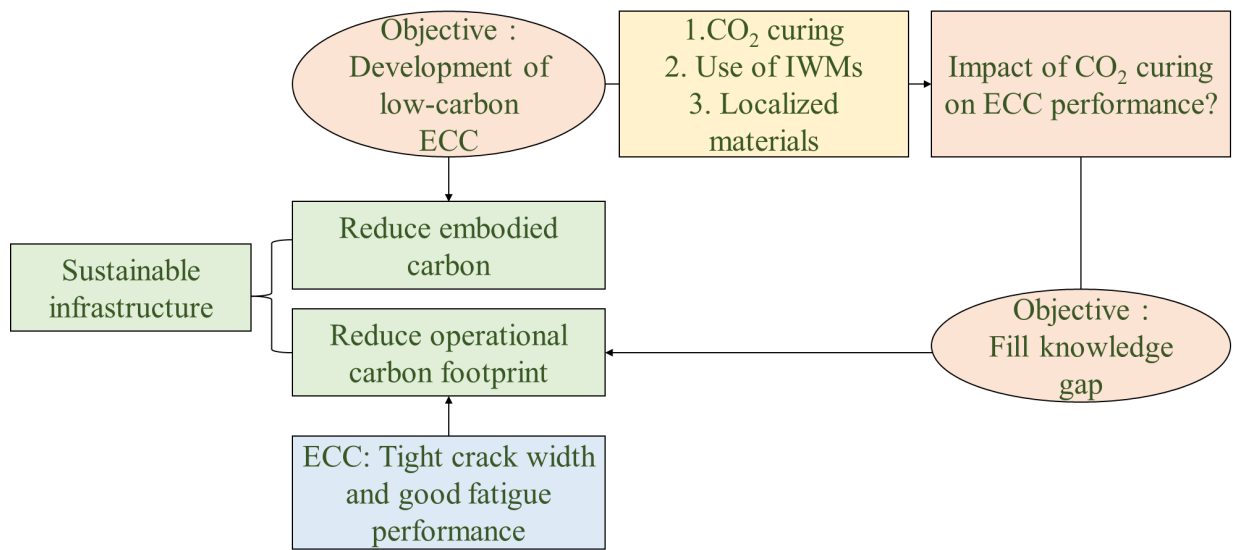 Objective :
Development of
low-carbon
ECC
1.CO₂ curing
2. Use of IWMs
3. Localized
materials
Impact of CO₂ curing
on ECC performance?
Reduce embodied
carbon
Sustainable
infrastructure
Reduce operational
carbon footprint
Objective :
Fill knowledge
gap
ECC: Tight crack width
and good fatigue
performance